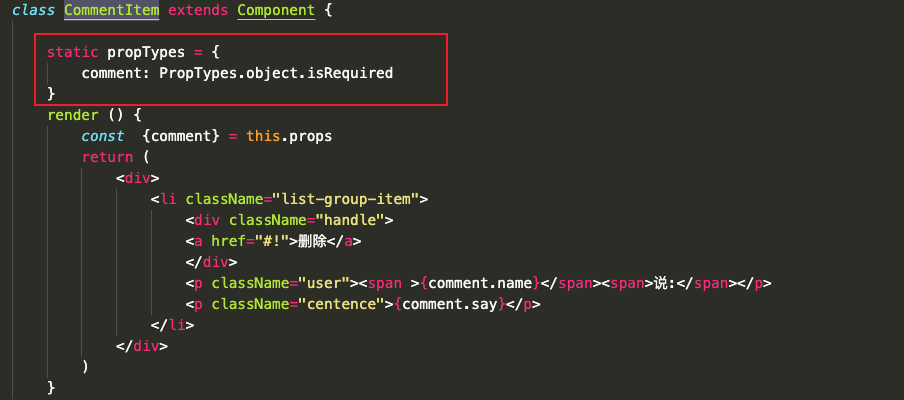 class CommentItem extends Component {
static propTypes = {
comment: PropTypes.object.isRequired
}
render () {
const  {comment} = this.props
return (
<div>
<li className="list-group-item">
<div className="handle">
<a href="#!">删除</a>
</div>
<p className="user"><span >{comment.name}</span><span>说:</span></p>
<p className="centence">{comment.say}</p>
</li>
</div>
)
}